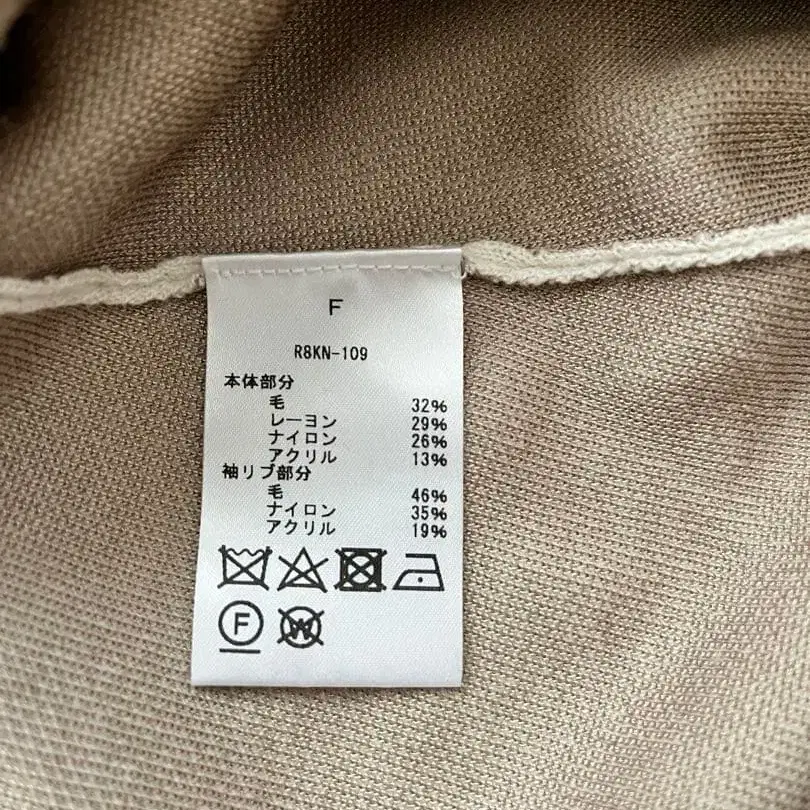 F
R8KN-109
本体部分
毛 32%
レーヨン 29%
ナイロン 26%
アクリル 13%
袖リブ部分
毛 46%
ナイロン 35%
アクリル 19%
F W